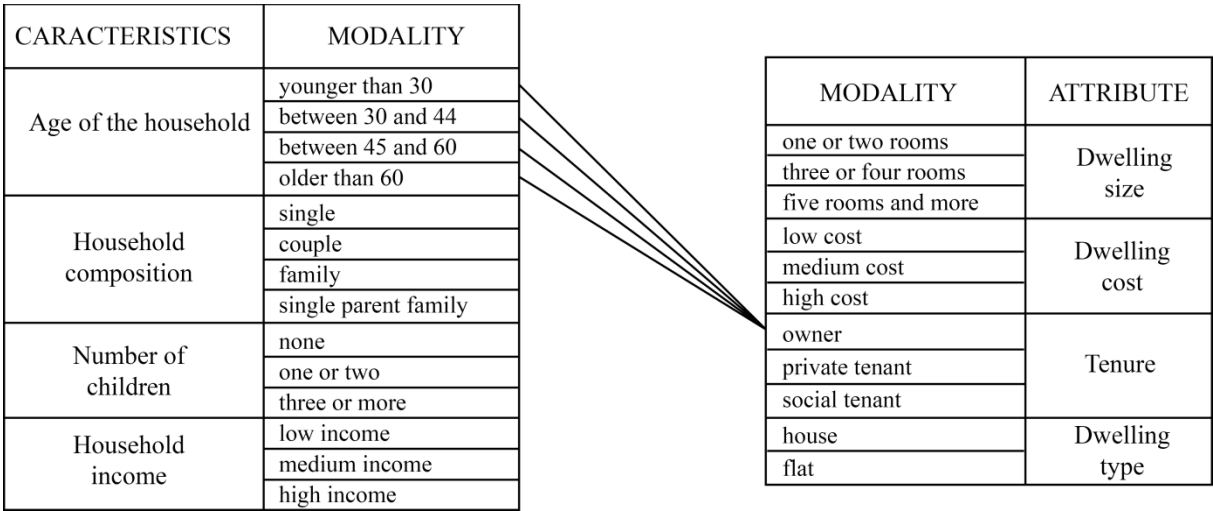 CARACTERISTICS
MODALITY
Age of the household
younger than 30
between 30 and 44
between 45 and 60
older than 60
Household
composition
single
couple
family
single parent family
Number of
children
none
one or two
three or more
Household
income
low income
medium income
high income
MODALITY
ATTRIBUTE
one or two rooms
three or four rooms
five rooms and more
Dwelling
size
low cost
medium cost
high cost
Dwelling
cost
owner
private tenant
social tenant
Tenure
house
flat
Dwelling
type